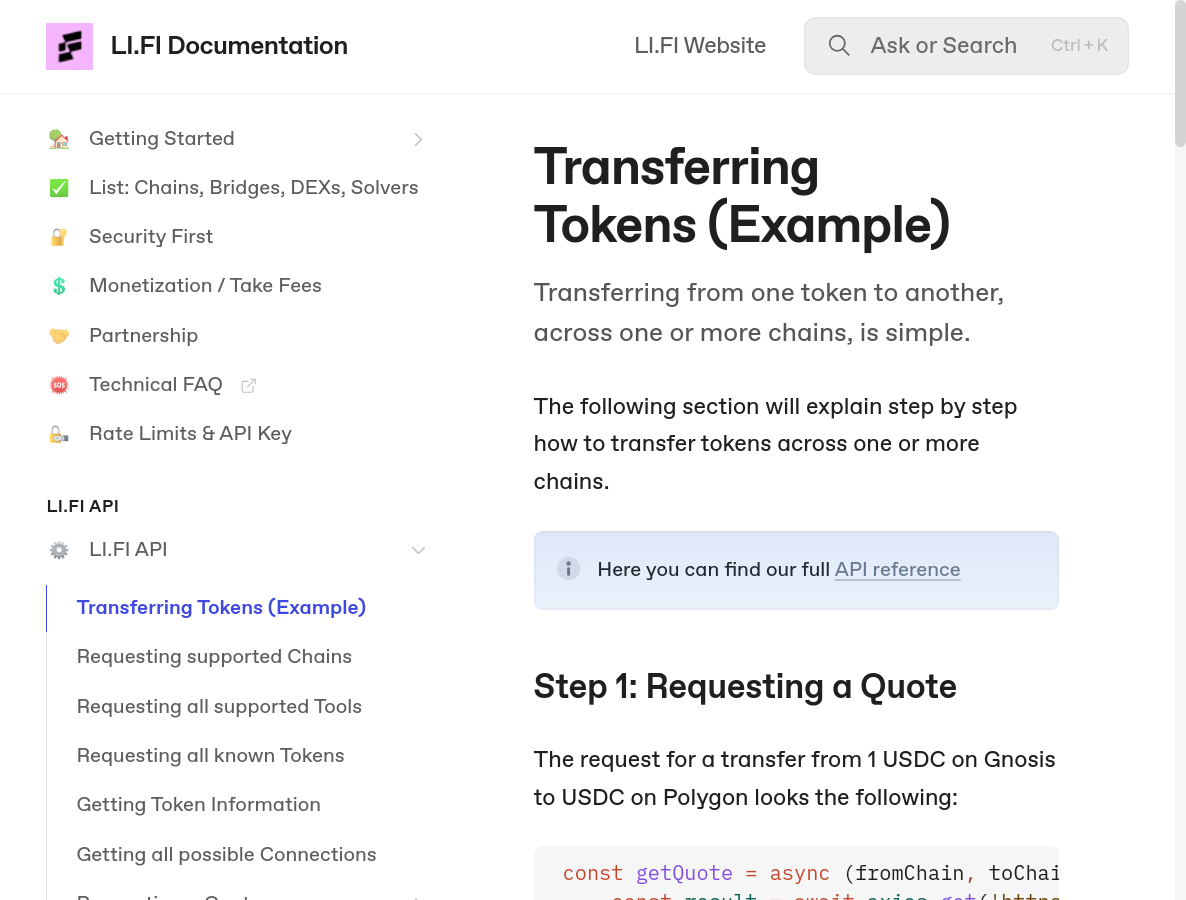 LI.FI Documentation
LI.FI Website
Ask or Search
Ctrl + K
Getting Started
List: Chains, Bridges, DEXs, Solvers
Security First
Monetization / Take Fees
Partnership
Technical FAQ
Rate Limits & API Key
LI.FI API
LI.FI API
Transferring Tokens (Example)
Requesting supported Chains
Requesting all supported Tools
Requesting all known Tokens
Getting Token Information
Getting all possible Connections
Transferring
Tokens (Example)
Transferring from one token to another,
across one or more chains, is simple.
The following section will explain step by step
how to transfer tokens across one or more
chains.
Here you can find our full API reference
Step 1: Requesting a Quote
The request for a transfer from 1 USDC on Gnosis
to USDC on Polygon looks the following:
const getQuote = async (fromChain, toChai
const result = await axios.get('https